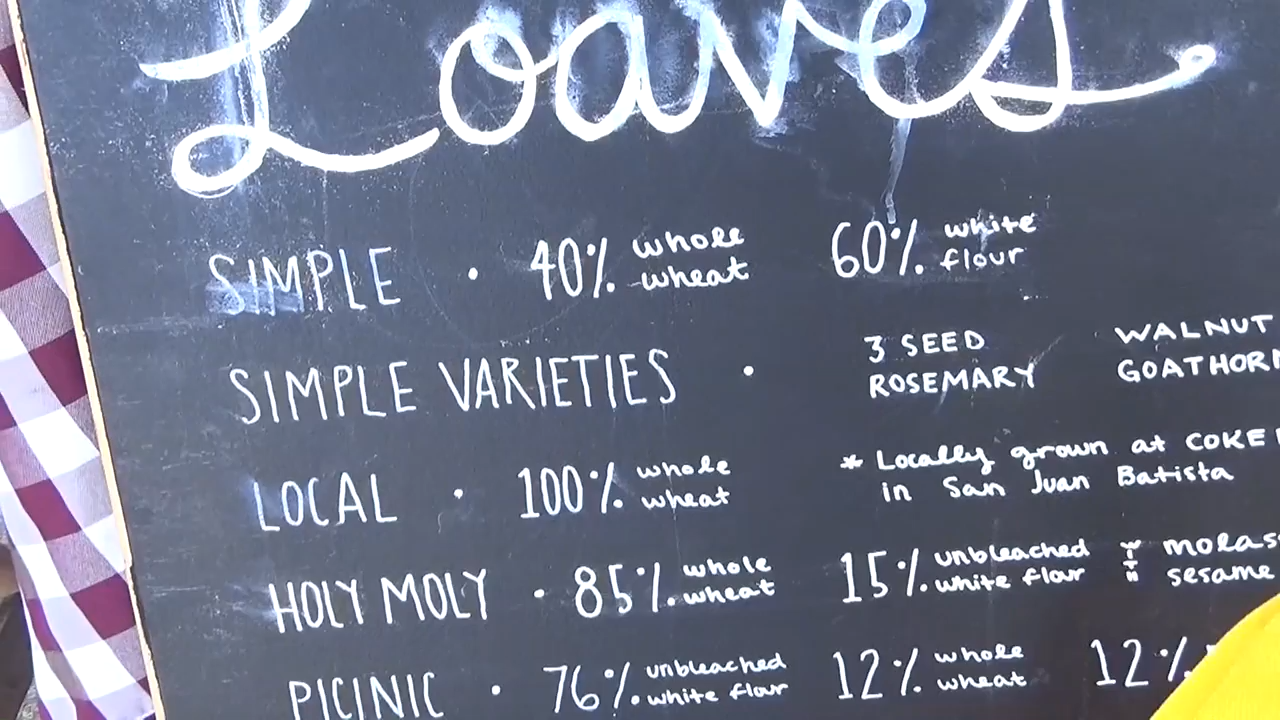 Loaves
SIMPLE · 40% whole wheat 60% white flour
SIMPLE VARIETIES · 3 SEED WALNUT
ROSEMARY
LOCAL · 100% whole wheat * Locally grown at
in San Juan Batista
HOLY MOLY · 85% whole wheat 15% unbleached white flour
sesame
PICINIC · 76% unbleached white flour 12% whole wheat 12%